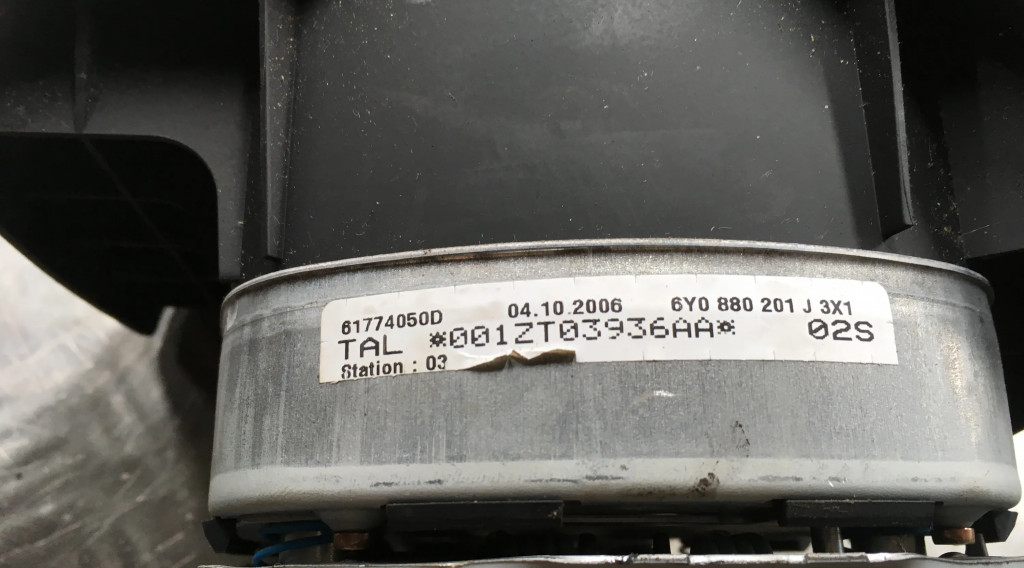 61774050D 04.10.2006 6Y0 880 201 J 3X1
TAL *001ZT03936AA* 02S
Station : 03